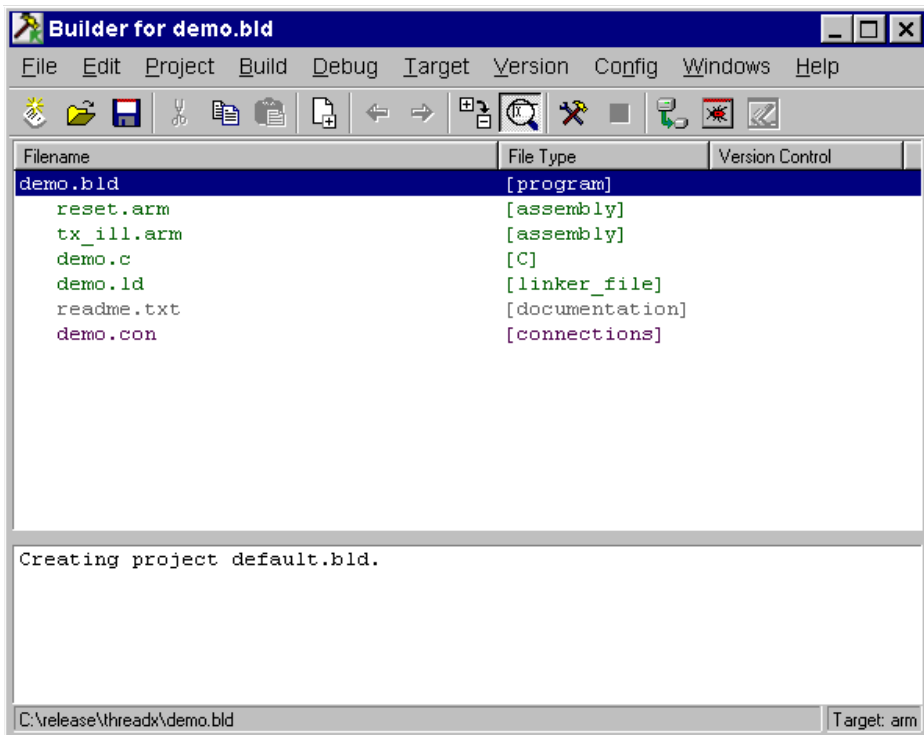 Builder for demo.bld
File Edit Project Build Debug Target Version Config Windows Help
Filename File Type Version Control
demo.bld [program]
reset.arm [assembly]
tx_ill.arm [assembly]
demo.c [C]
demo.ld [linker_file]
readme.txt [documentation]
demo.con [connections]
Creating project default.bld.
C:\release\threadx\demo.bld Target: arm